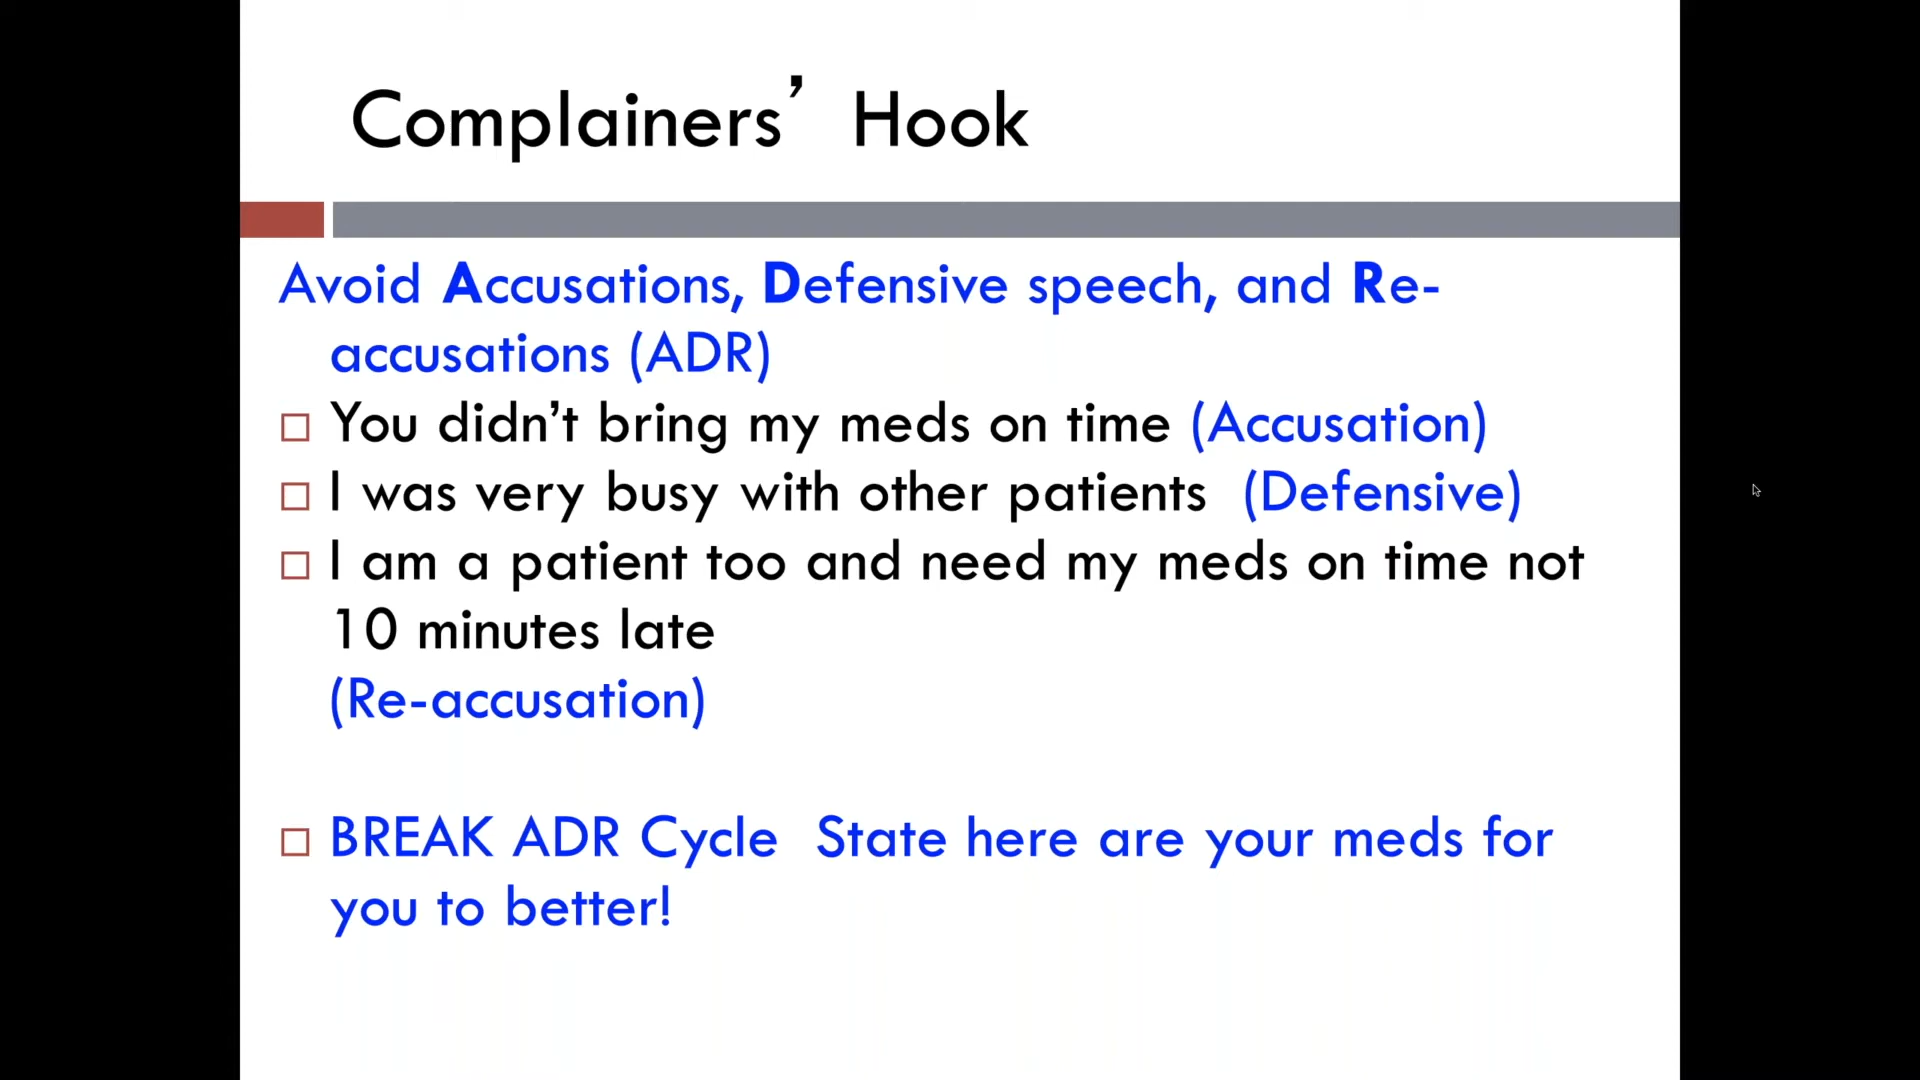 Complainers’ Hook
Avoid Accusations, Defensive speech, and Re-
accusations (ADR)
You didn’t bring my meds on time (Accusation)
I was very busy with other patients (Defensive)
I am a patient too and need my meds on time not
10 minutes late
(Re-accusation)
BREAK ADR Cycle State here are your meds for
you to better!